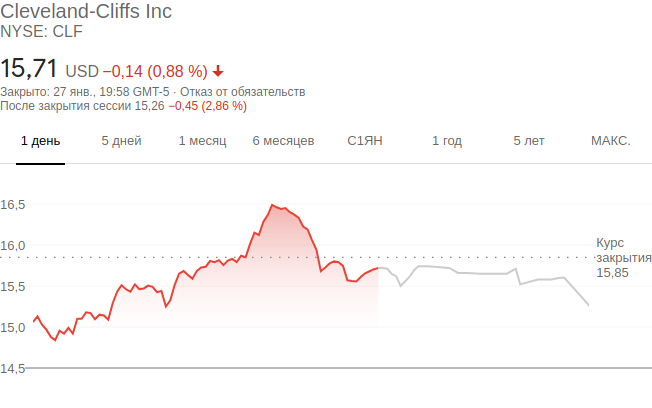 Cleveland-Cliffs Inc
NYSE: CLF
15,71 USD −0,14 (0,88 %)
Закрыто: 27 янв., 19:58 GMT-5 · Отказ от обязательств
После закрытия сессии 15,26 −0,45 (2,86 %)
1 день 5 дней 1 месяц 6 месяцев С1ЯН 1 год 5 лет МАКС.
16,5
16,0
15,5
15,0
14,5
Курс
закрытия
15,85